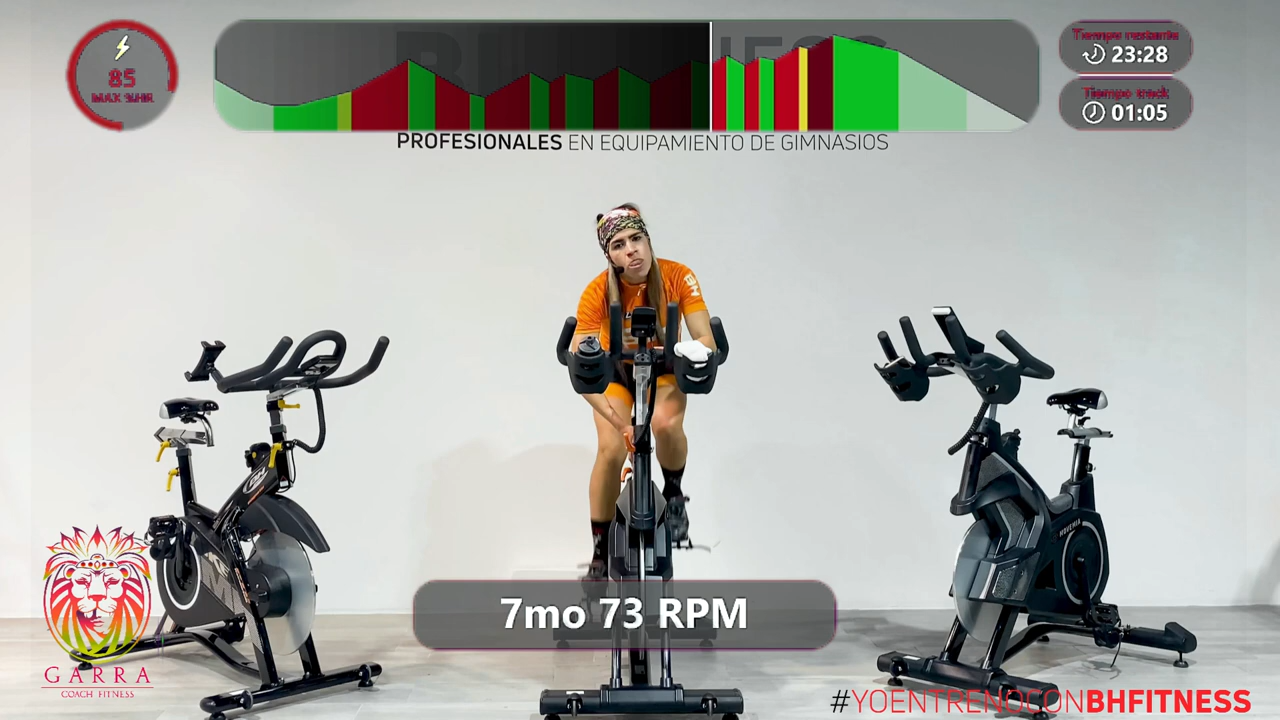 85
MAX %HR
Tiempo restante
23:28
Tiempo track
01:05
PROFESIONALES EN EQUIPAMIENTO DE GIMNASIOS
7mo 73 RPM
GARRA
COACH FITNESS
#YOENTRENOCONBHFITNESS